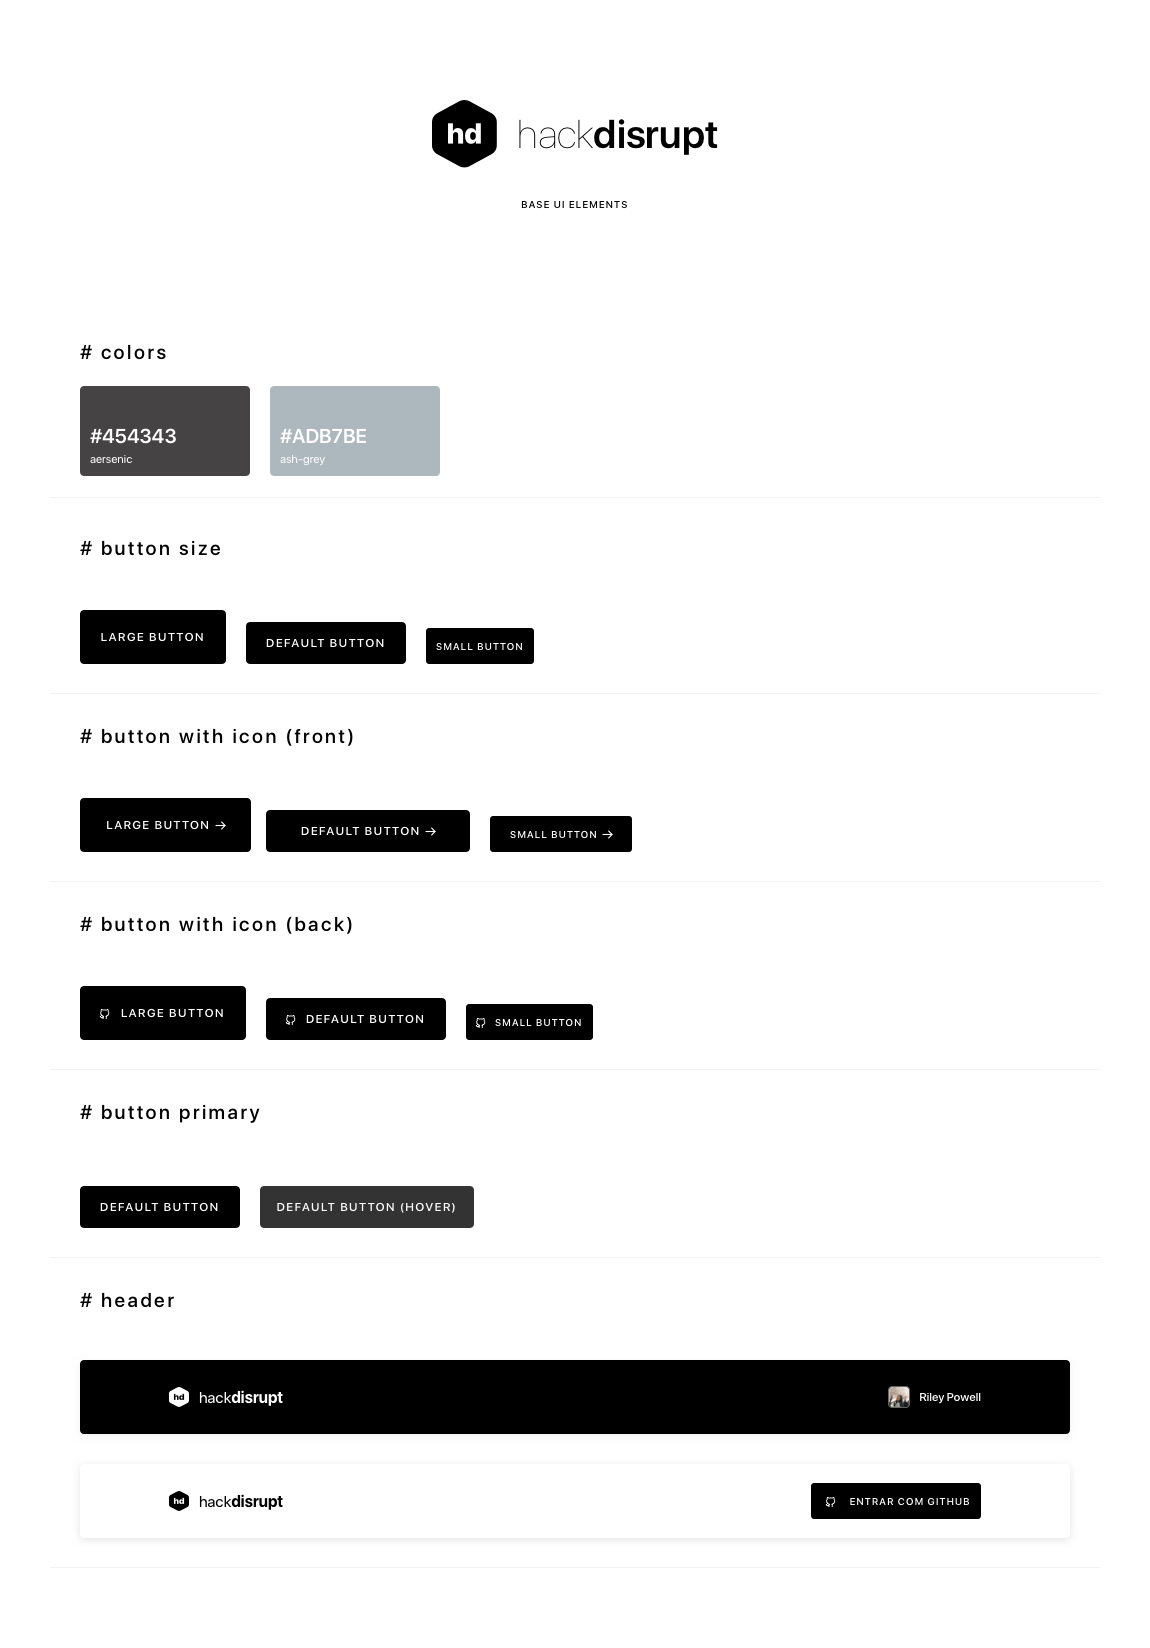 hd hackdisrupt
BASE UI ELEMENTS
# colors
#454343
aersenic
#ADB7BE
ash-grey
# button size
LARGE BUTTON
DEFAULT BUTTON
SMALL BUTTON
# button with icon (front)
LARGE BUTTON →
DEFAULT BUTTON →
SMALL BUTTON →
# button with icon (back)
LARGE BUTTON
DEFAULT BUTTON
SMALL BUTTON
# button primary
DEFAULT BUTTON
DEFAULT BUTTON (HOVER)
# header
hd hackdisrupt
Riley Powell
hd hackdisrupt
ENTRAR COM GITHUB